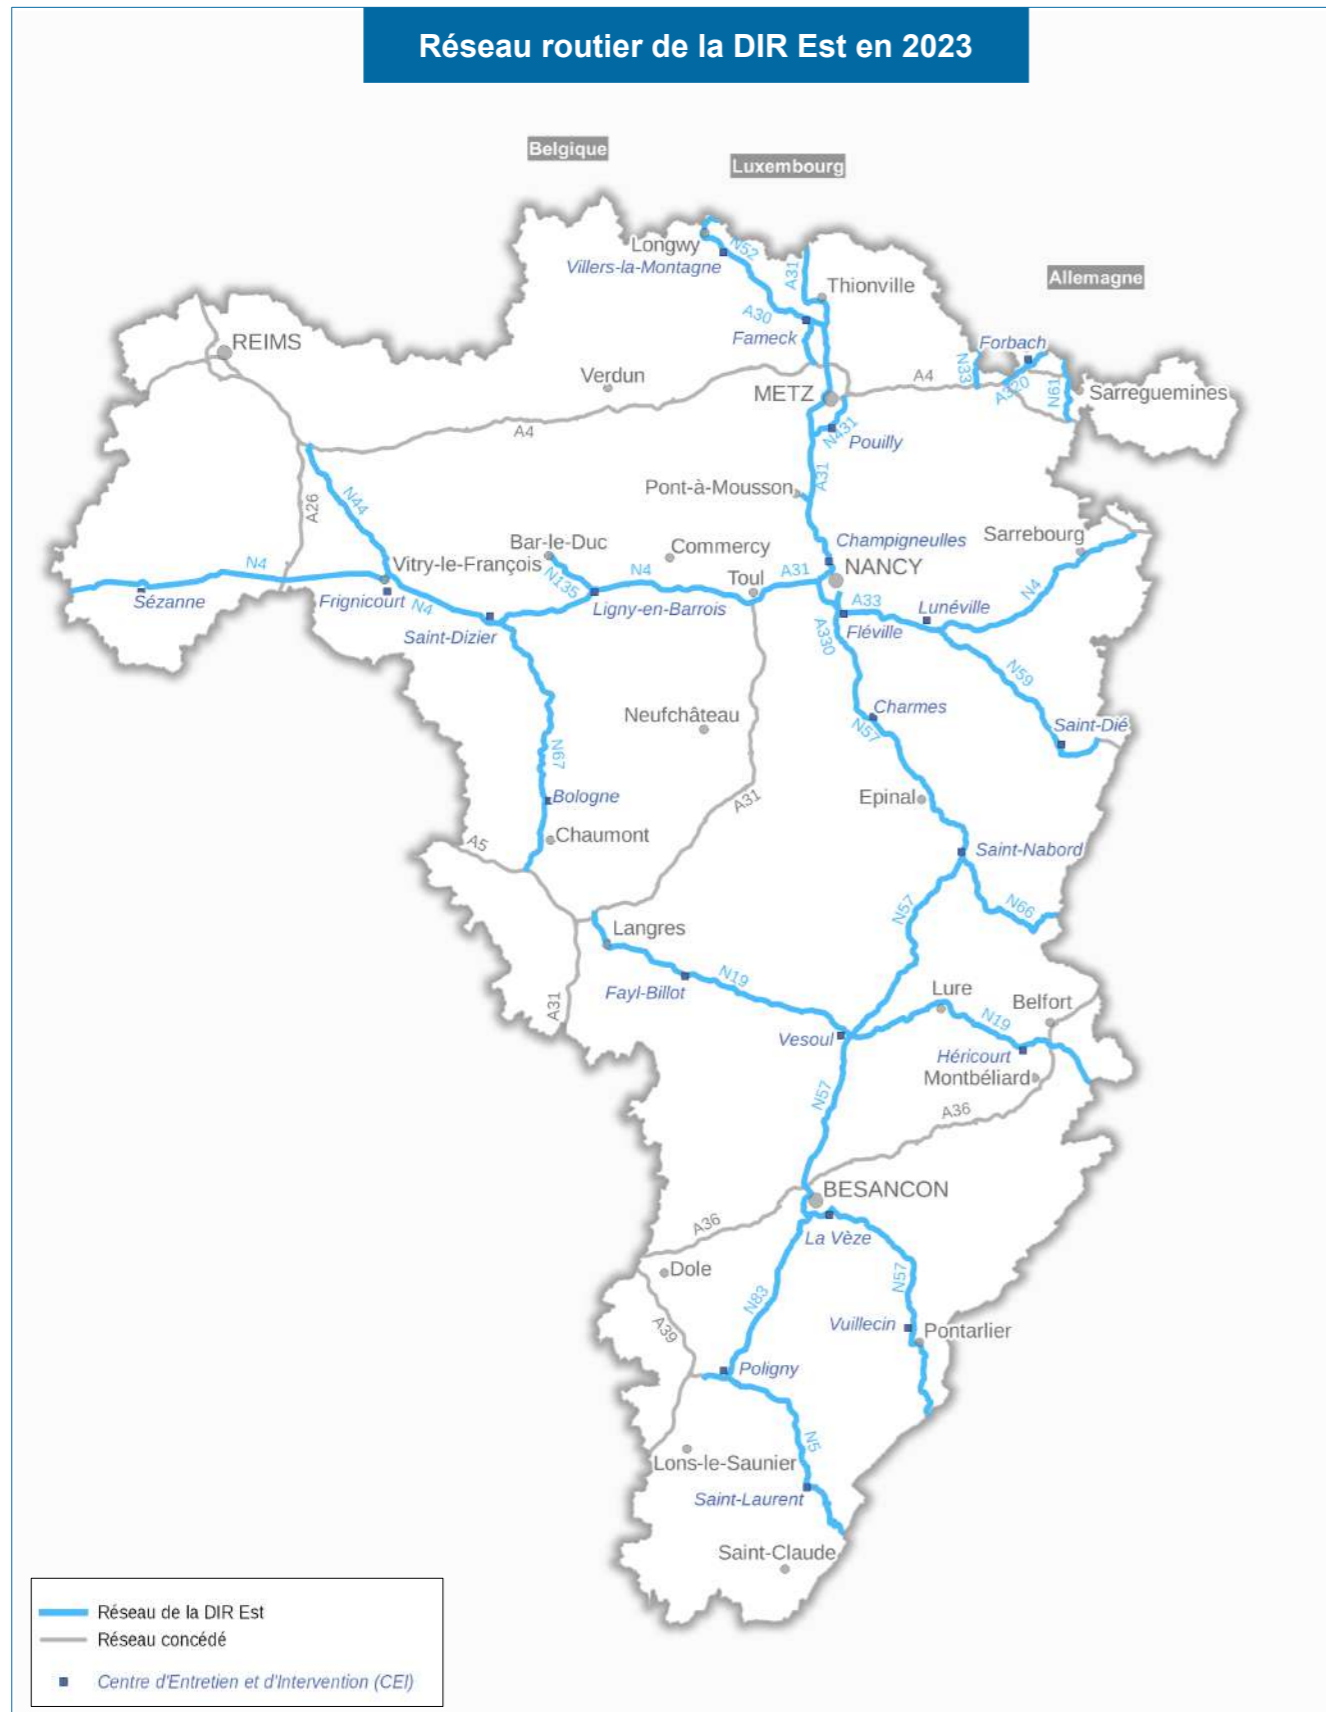 Réseau routier de la DIR Est en 2023
Belgique
Luxembourg
Longwy
N52
Villers-la-Montagne
A31
Allemagne
Thionville
A30
Fameck
REIMS
Forbach
N33
Verdun
A4
A320
N61
METZ
Sarreguemines
A4
N431
Pouilly
A31
Pont-à-Mousson
A26
N44
Champigneulles
Sarrebourg
Bar-le-Duc
Commercy
N4
Vitry-le-François
N135
N4
Toul
A31
NANCY
N4
Sézanne
Frignicourt
N4
Ligny-en-Barrois
A33
Lunéville
Saint-Dizier
A330
Fléville
N59
Neufchâteau
Charmes
N57
Saint-Dié
N67
Bologne
A31
Epinal
Chaumont
A5
Saint-Nabord
N57
N66
Langres
Fayl-Billot
N19
A31
Lure
Belfort
N19
Vesoul
Héricourt
Montbéliard
N57
A36
BESANCON
A36
La Vèze
Dole
N83
N57
A39
Vuillecin
Pontarlier
Poligny
N5
Lons-le-Saunier
Saint-Laurent
Saint-Claude
Réseau de la DIR Est
Réseau concédé
Centre d'Entretien et d'Intervention (CEI)